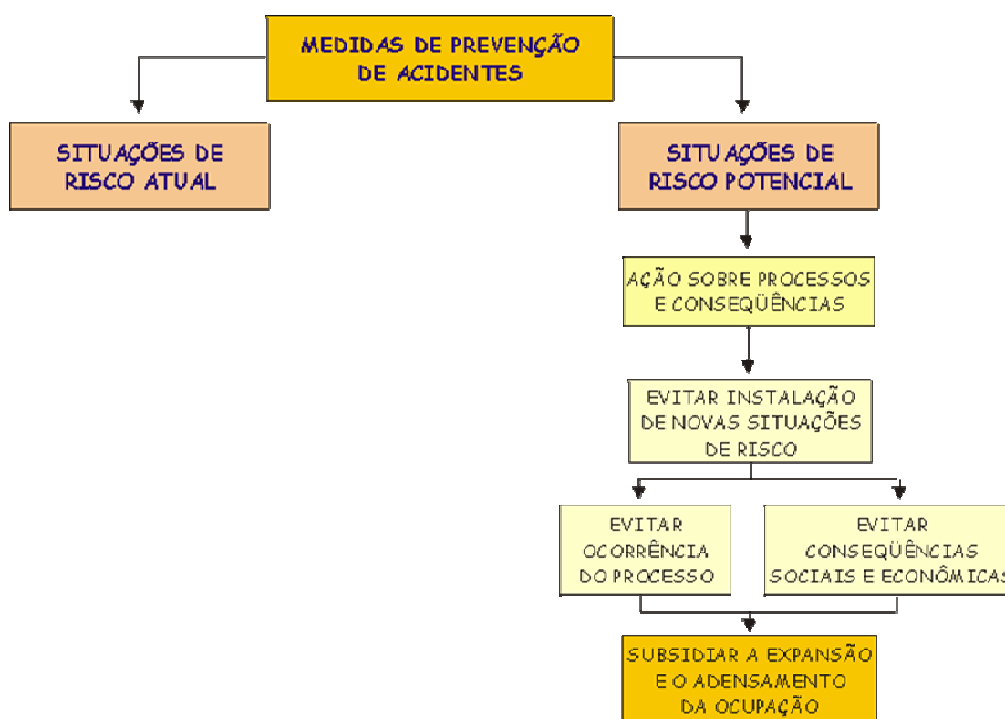 MEDIDAS DE PREVENÇÃO
DE ACIDENTES
SITUAÇÕES DE
RISCO ATUAL
SITUAÇÕES DE
RISCO POTENCIAL
AÇÃO SOBRE PROCESSOS
E CONSEQÜÊNCIAS
EVITAR INSTALAÇÃO
DE NOVAS SITUAÇÕES
DE RISCO
EVITAR
OCORRÊNCIA
DO PROCESSO
EVITAR
CONSEQÜÊNCIAS
SOCIAIS E ECONÔMICAS
SUBSIDIAR A EXPANSÃO
E O ADENSAMENTO
DA OCUPAÇÃO